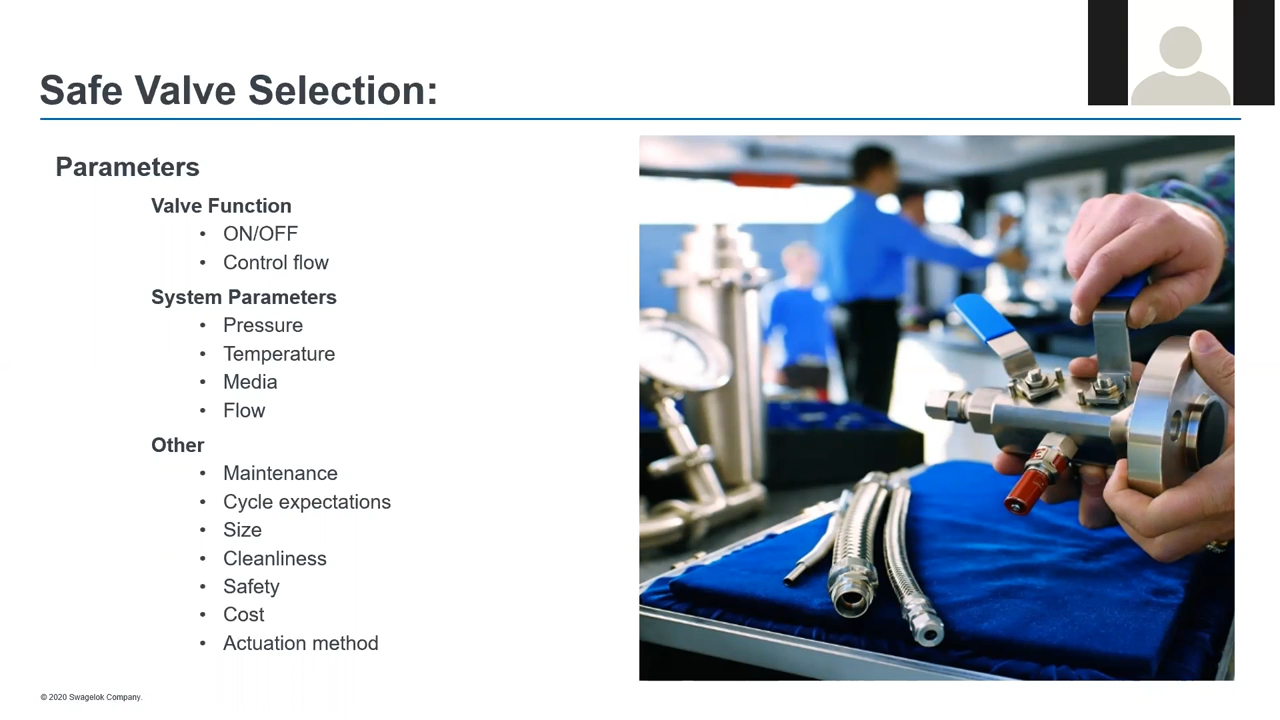 Safe Valve Selection:
Parameters
Valve Function
• ON/OFF
• Control flow
System Parameters
• Pressure
• Temperature
• Media
• Flow
Other
• Maintenance
• Cycle expectations
• Size
• Cleanliness
• Safety
• Cost
• Actuation method
© 2020 Swagelok Company.